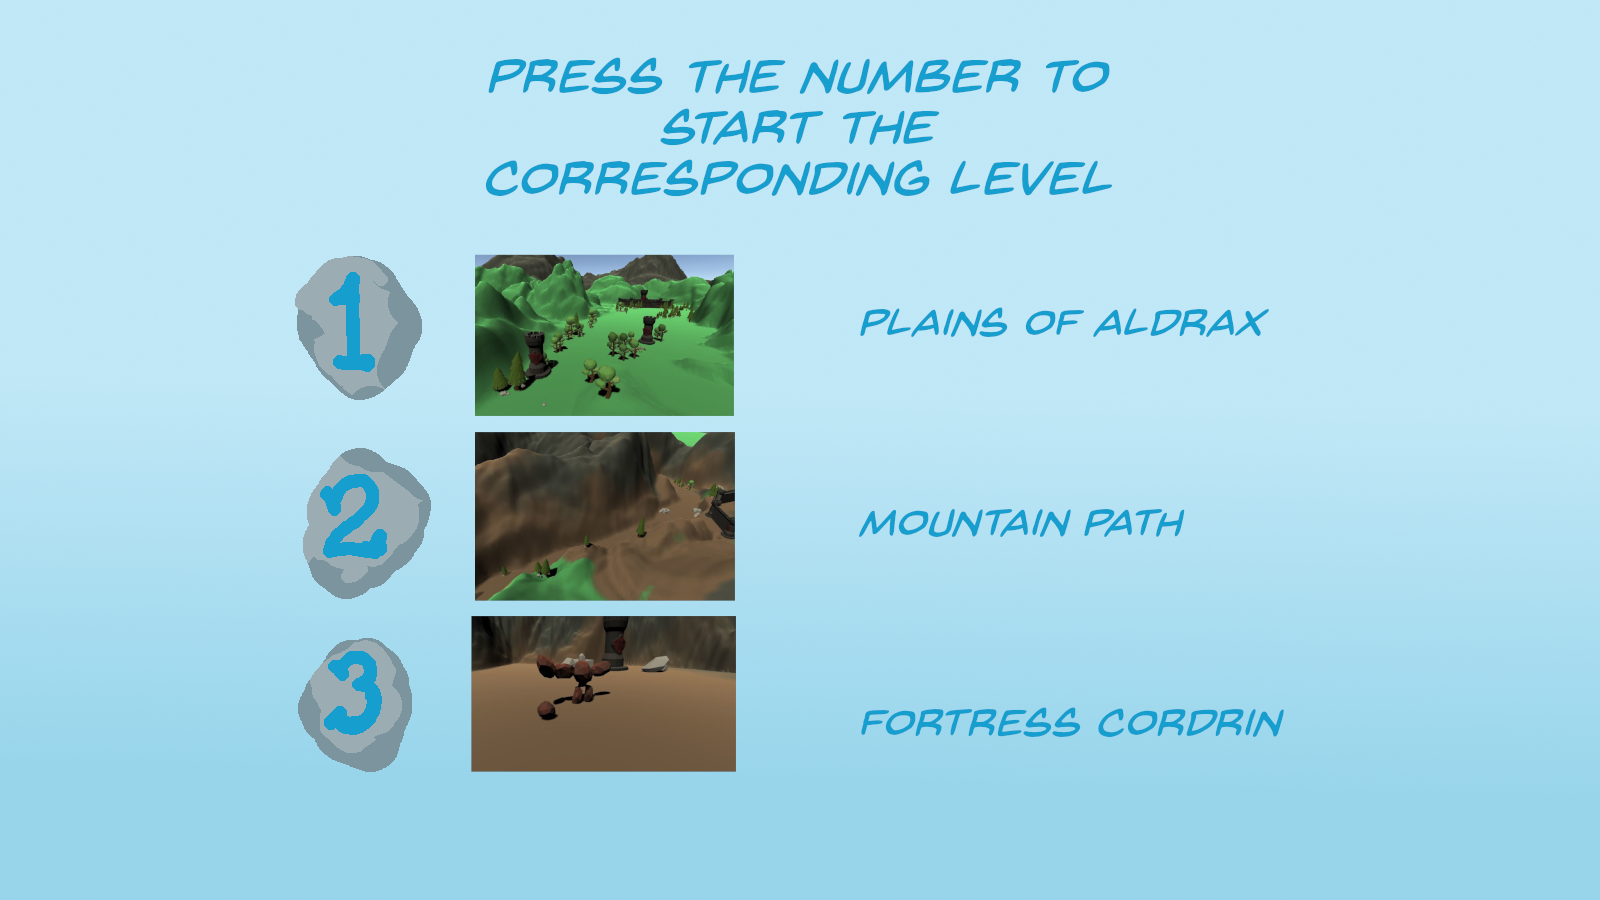 PRESS THE NUMBER TO
START THE
CORRESPONDING LEVEL
1
PLAINS OF ALDRAX
2
MOUNTAIN PATH
3
FORTRESS CORDRIN